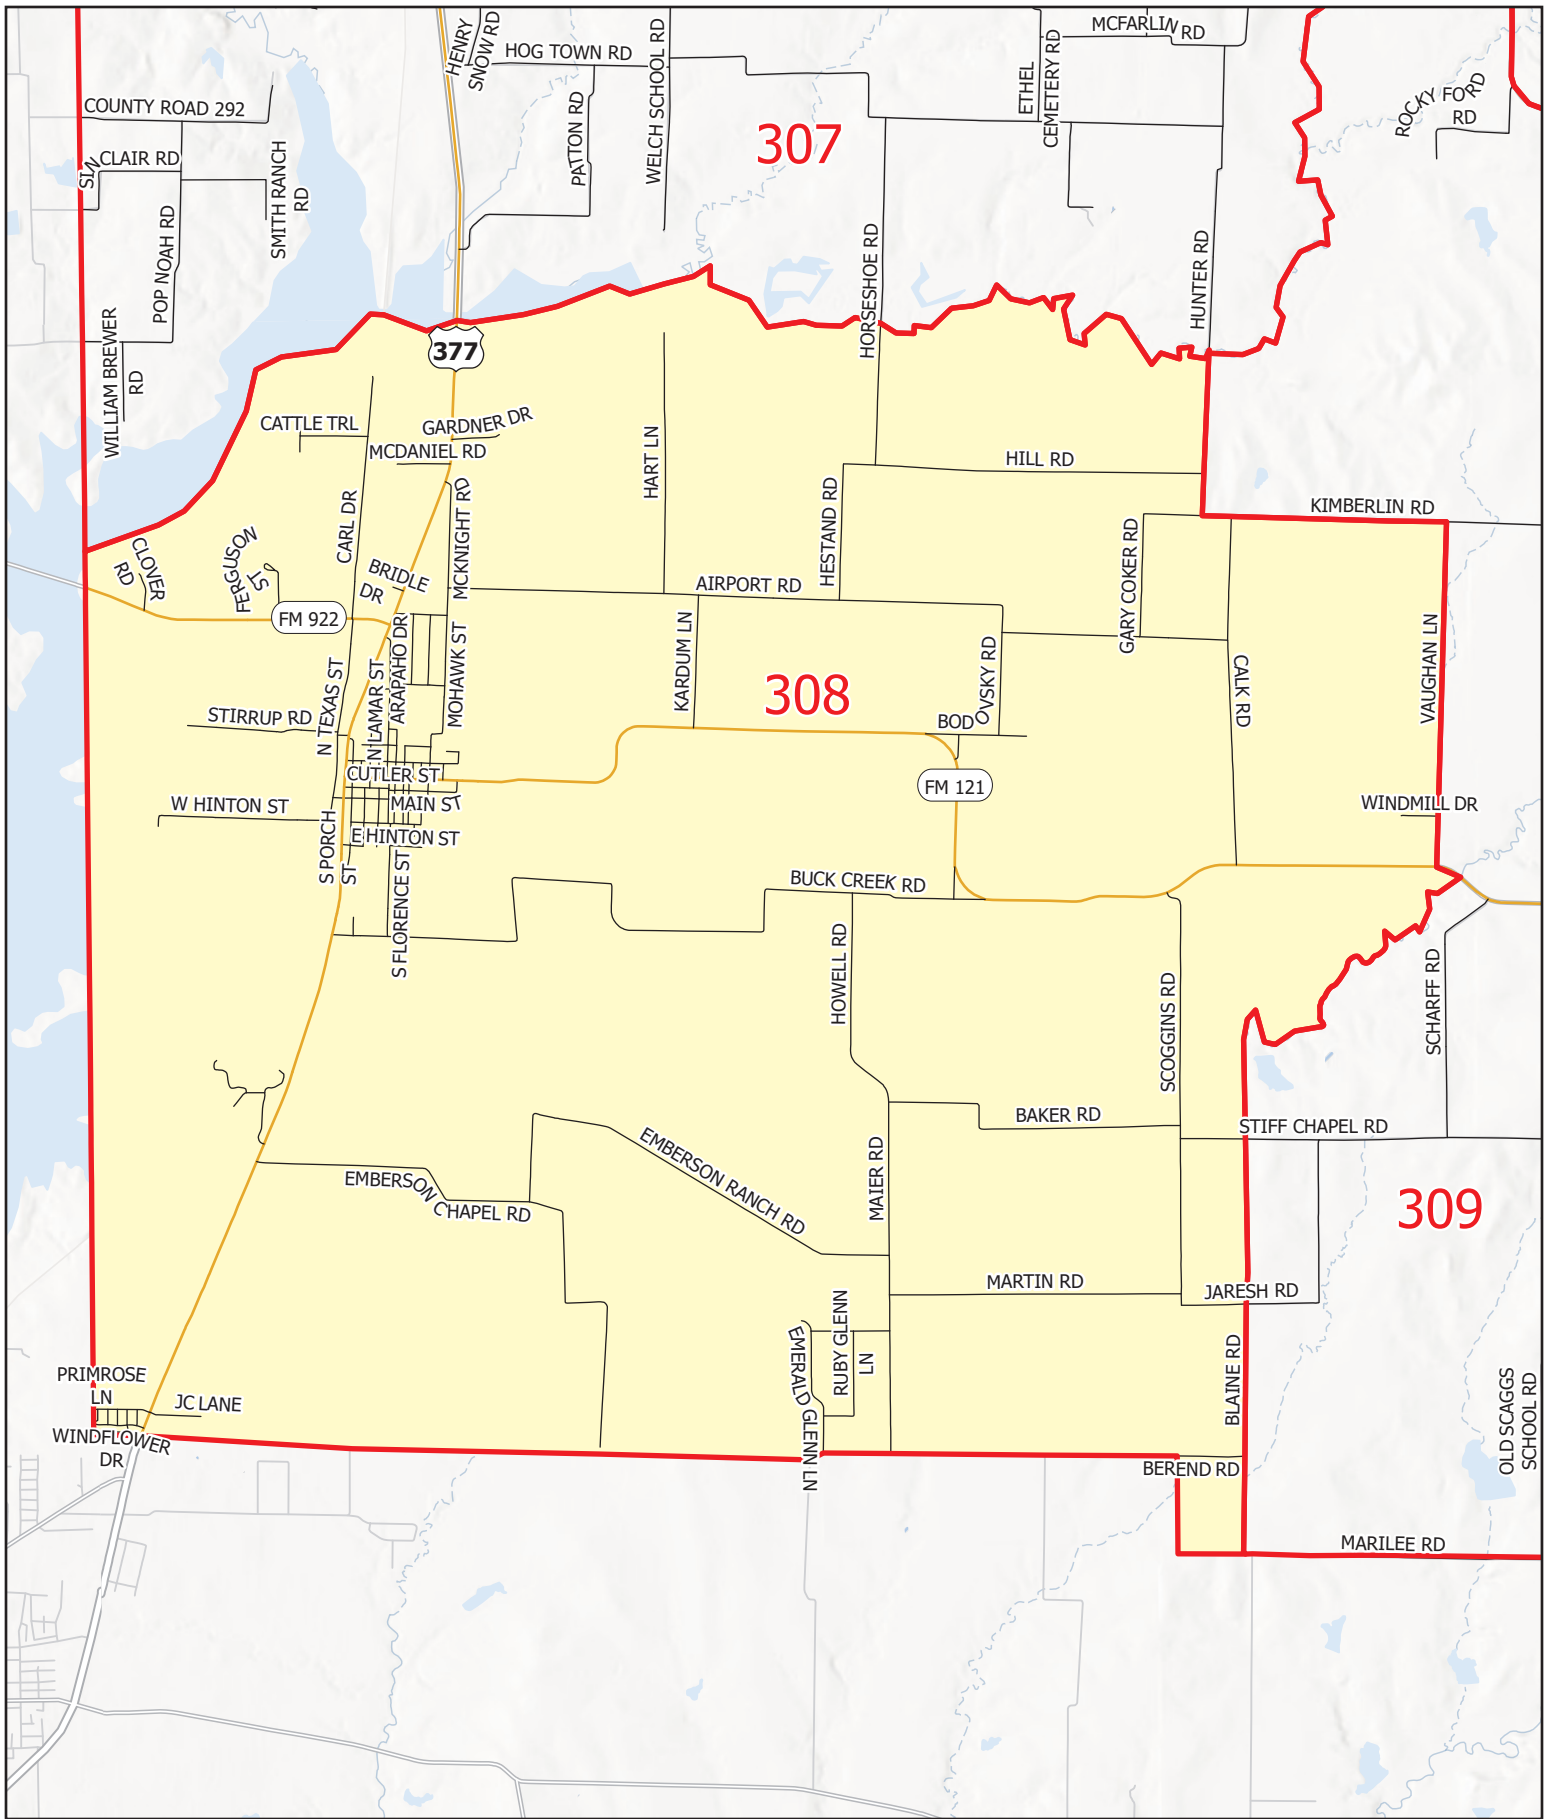 HENRY
SNOW RD
HOG TOWN RD
WELCH SCHOOL RD
MCFARLIN RD
ETHEL
CEMETERY RD
ROCKY FO RD
RD
COUNTY ROAD 292
PATTON RD
307
SIN CLAIR RD
SMITH RANCH
RD
POP NOAH RD
HORSESHOE RD
HUNTER RD
WILLIAM BREWER
RD
377
CATTLE TRL
GARDNER DR
MCDANIEL RD
HART LN
HILL RD
CARL DR
MCKNIGHT RD
HESTAND RD
KIMBERLIN RD
GARY COKER RD
CLOVER
RD
FERGUSON
ST
BRIDLE
DR
AIRPORT RD
FM 922
ARAPAHO DR
MOHAWK ST
KARDUM LN
VAUGHAN LN
N TEXAS ST
N LAMAR ST
308
BOD OVSKY RD
CALK RD
STIRRUP RD
CUTLER ST
FM 121
W HINTON ST
MAIN ST
WINDMILL DR
E HINTON ST
S PORCH
ST
S FLORENCE ST
BUCK CREEK RD
HOWELL RD
SCOGGINS RD
SCHARFF RD
BAKER RD
STIFF CHAPEL RD
EMBERSON RANCH RD
MAIER RD
EMBERSON CHAPEL RD
309
MARTIN RD
JARESH RD
RUBY GLENN
LN
EMERALD GLENN LN
BLAINE RD
PRIMROSE
LN
JC LANE
OLD SCAGGS
SCHOOL RD
WINDFLOWER
DR
BEREND RD
MARILEE RD